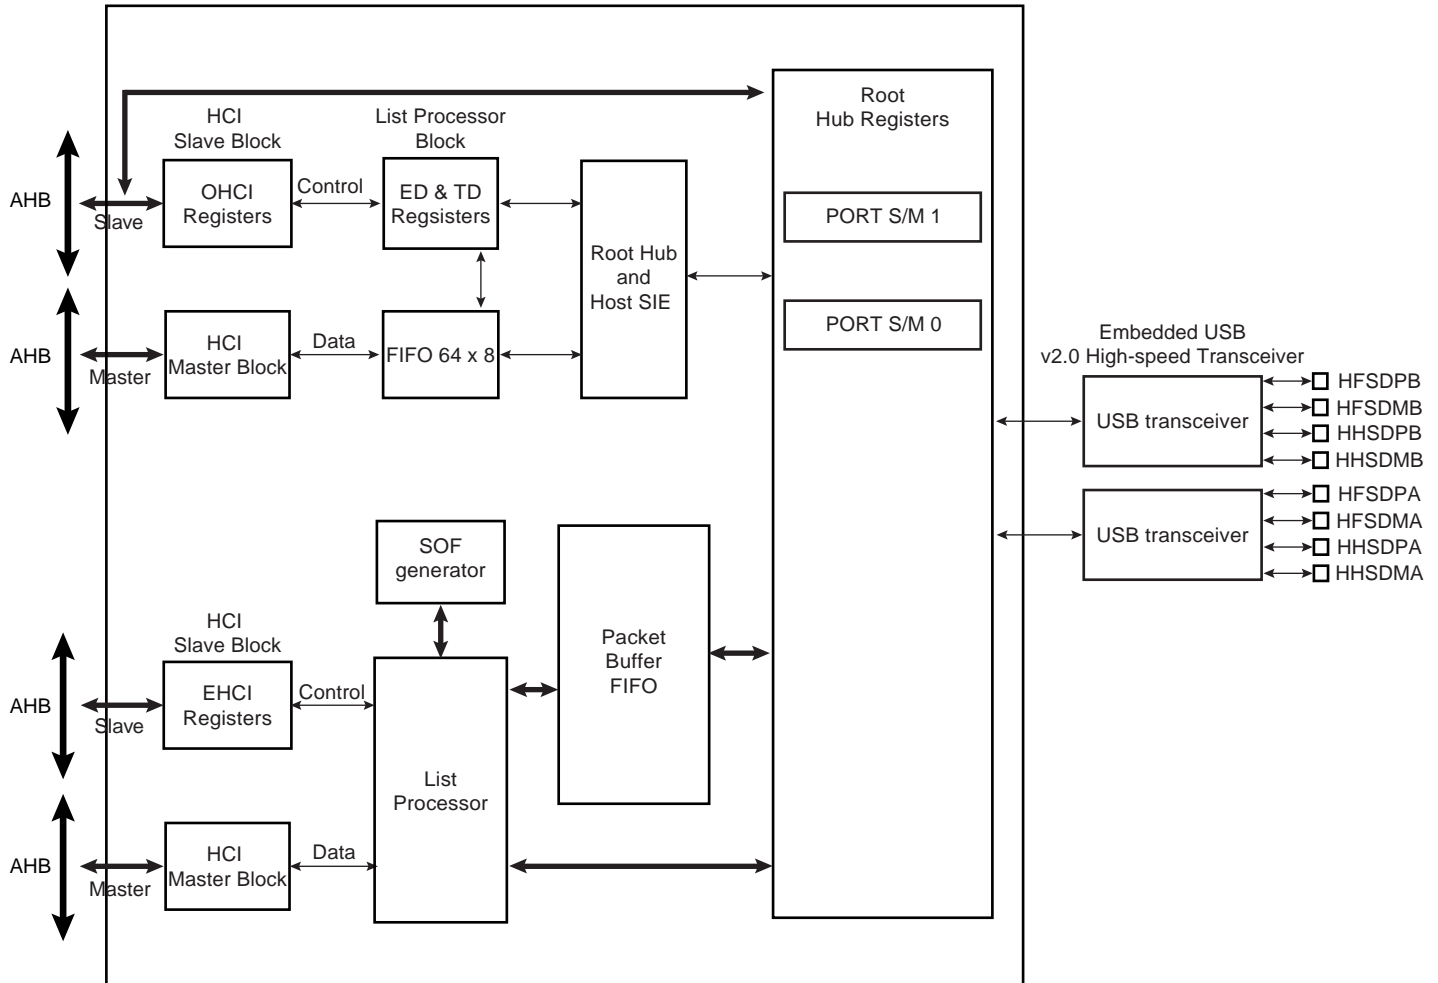 Root
Hub Registers
HCI
Slave Block
List Processor
Block
AHB
Slave
OHCI
Registers
Control
ED & TD
Regsisters
PORT S/M 1
Root Hub
and
Host SIE
PORT S/M 0
AHB
Master
HCI
Master Block
Data
FIFO 64 x 8
Embedded USB
v2.0 High-speed Transceiver
USB transceiver
HFSDPB
HFSDMB
HHSDPB
HHSDMB
USB transceiver
HFSDPA
HFSDMA
HHSDPA
HHSDMA
SOF
generator
HCI
Slave Block
Packet
Buffer
FIFO
AHB
Slave
EHCI
Registers
Control
List
Processor
AHB
Master
HCI
Master Block
Data